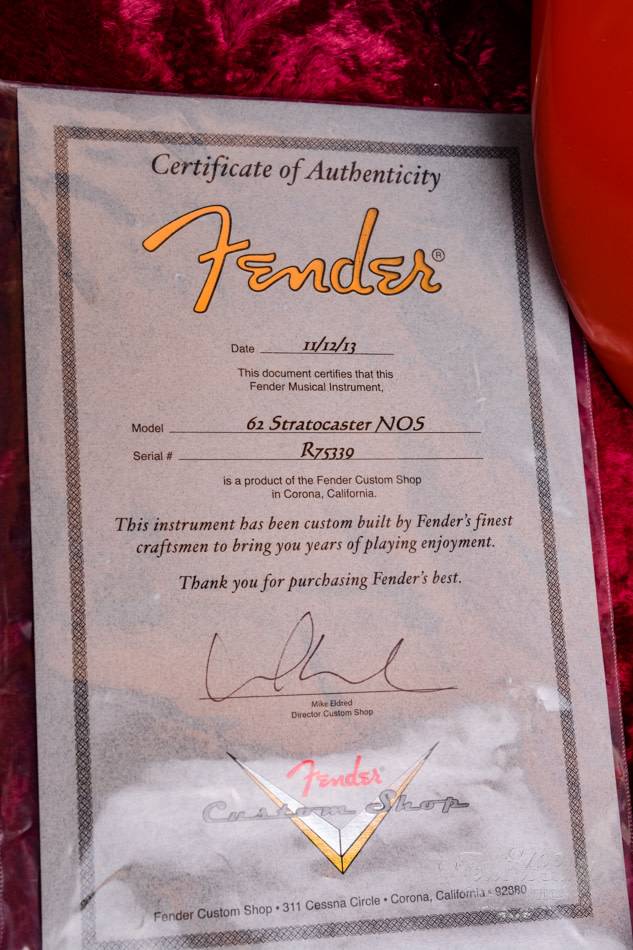 Certificate of Authenticity
Fender®
Date 11/12/13
This document certifies that this
Fender Musical Instrument,
Model 62 Stratocaster NOS
Serial # R75339
is a product of the Fender Custom Shop
in Corona, California.
This instrument has been custom built by Fender's finest
craftsmen to bring you years of playing enjoyment.
Thank you for purchasing Fender's best.
Mike Eldred
Director Custom Shop
Fender
Custom Shop
Fender Custom Shop • 311 Cessna Circle • Corona, California - 92880